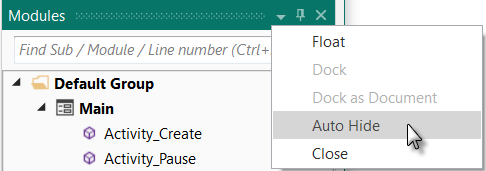 Modules
Find Sub / Module / Line number (Ctrl+
Default Group
Main
Activity_Create
Activity_Pause
Float
Dock
Dock as Document
Auto Hide
Close